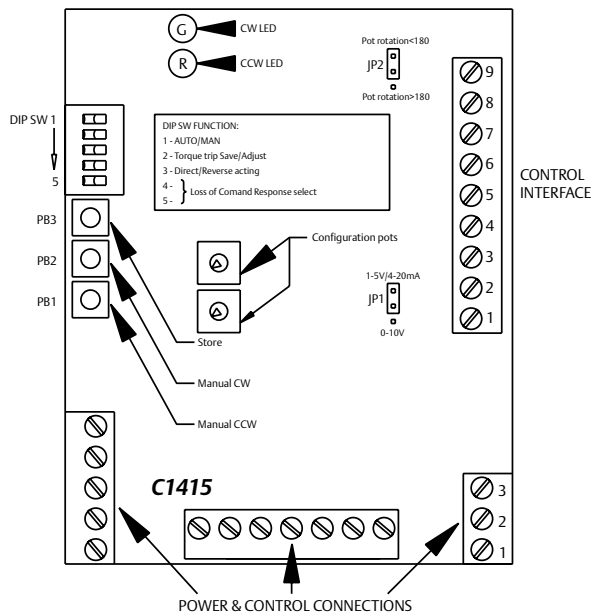 G
CW LED
R
CCW LED
Pot rotation<180
JP2
Pot rotation>180
DIP SW 1
5
DIP SW FUNCTION:
1 - AUTO/MAN
2 - Torque trip Save/Adjust
3 - Direct/Reverse acting
4 -
5 -
Loss of Comand Response select
9
8
7
6
5
4
3
2
1
CONTROL
INTERFACE
PB3
PB2
PB1
Configuration pots
1-5V/4-20mA
JP1
0-10V
Store
Manual CW
Manual CCW
C1415
3
2
1
POWER & CONTROL CONNECTIONS